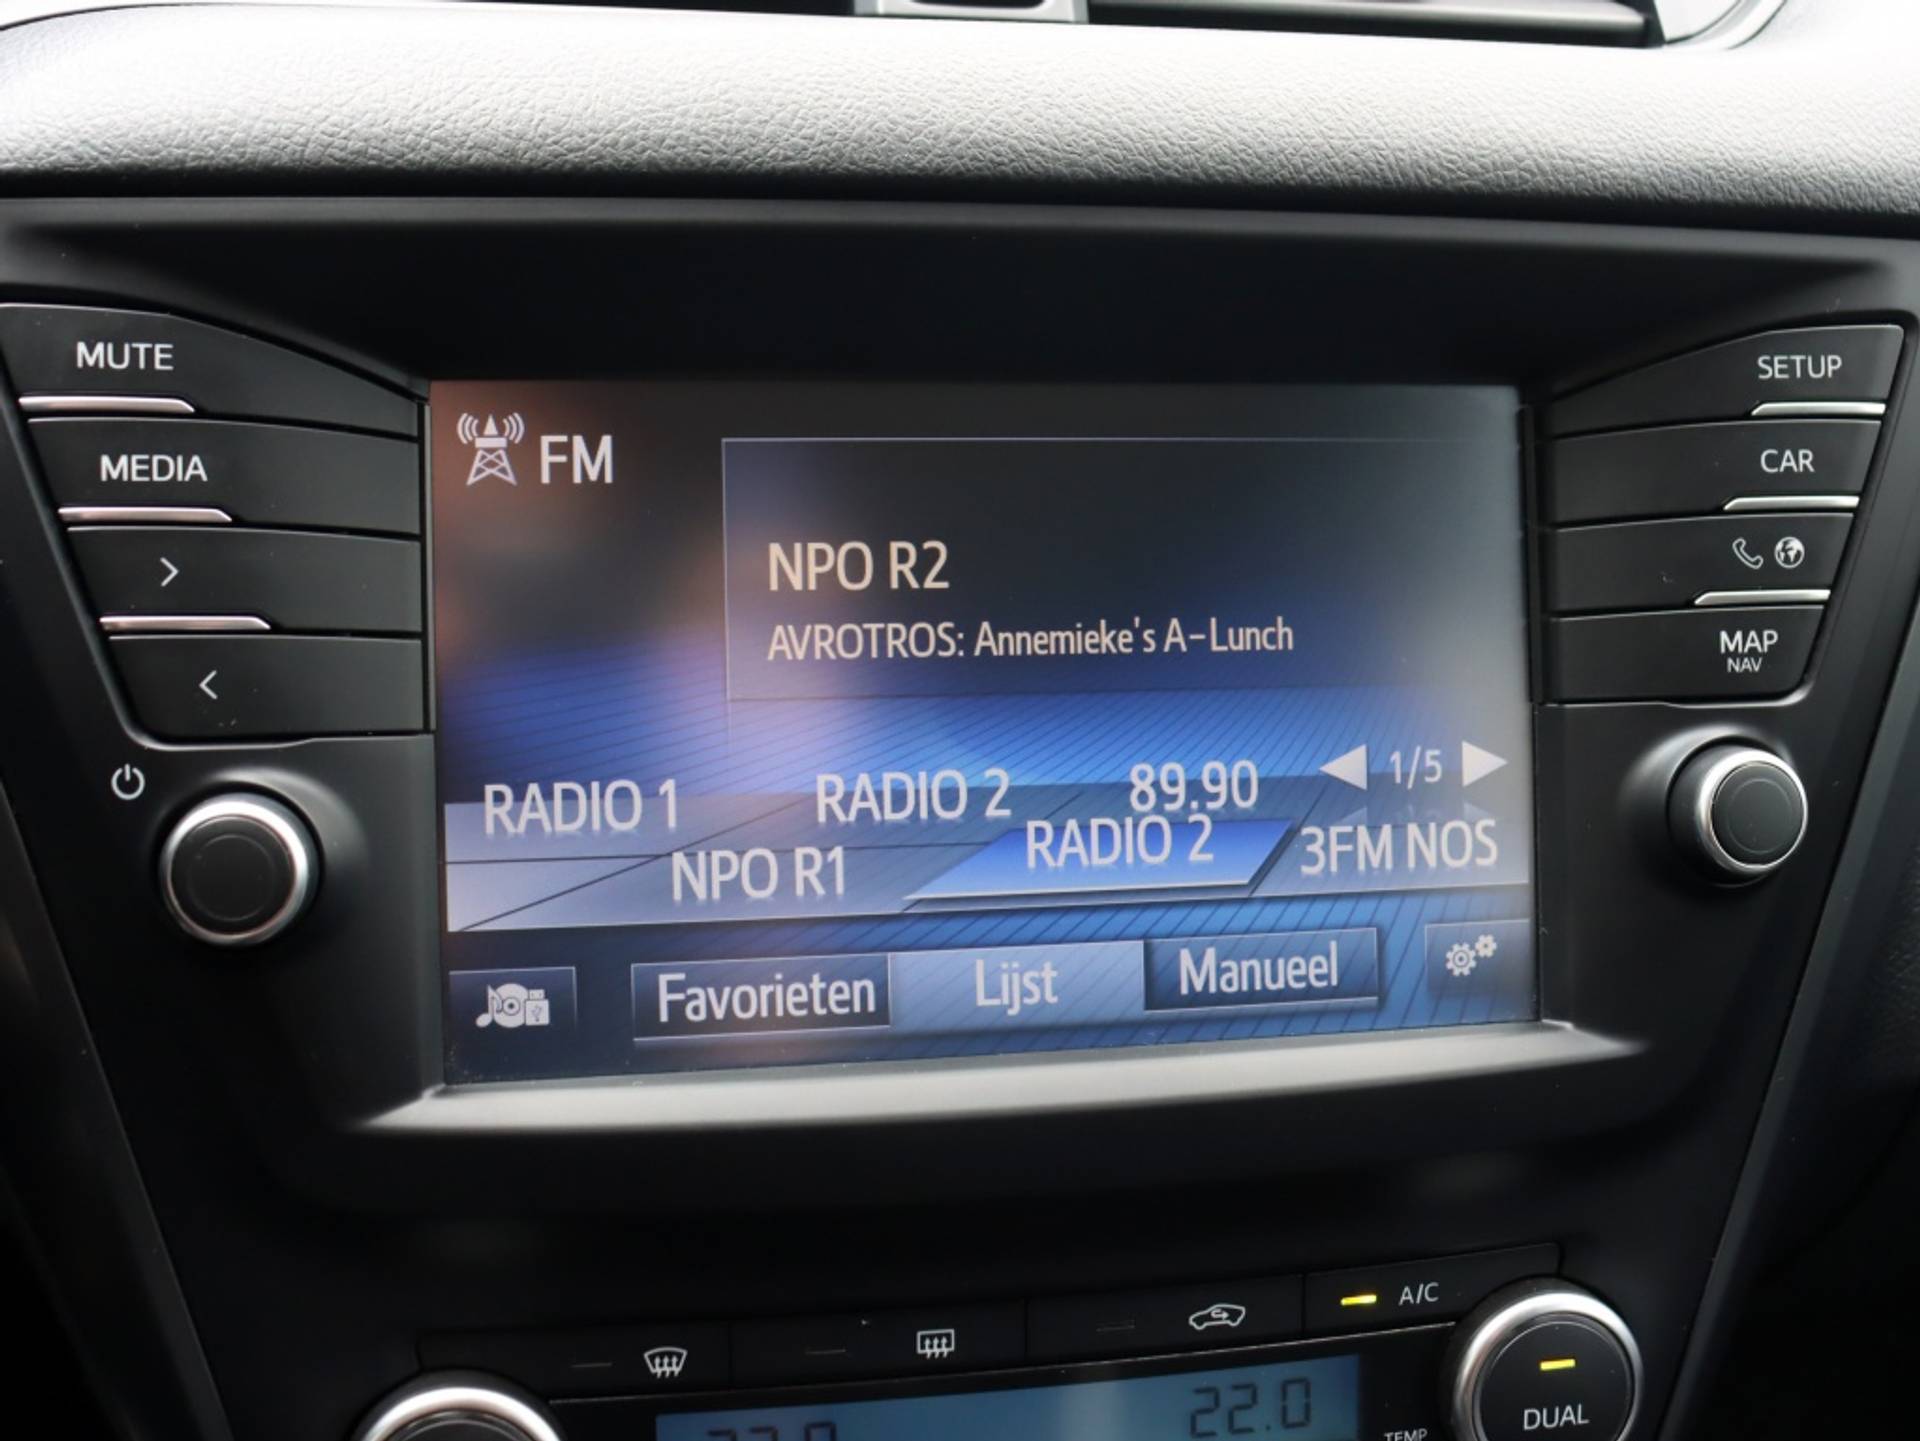 MUTE
MEDIA
SETUP
CAR
MAP
NAV
FM
NPO R2
AVROTROS: Annemieke's A-Lunch
1/5
RADIO 1
RADIO 2
89.90
NPO R1
RADIO 2
3FM NOS
Favorieten
Lijst
Manueel
A/C
22.0
TEMP
DUAL